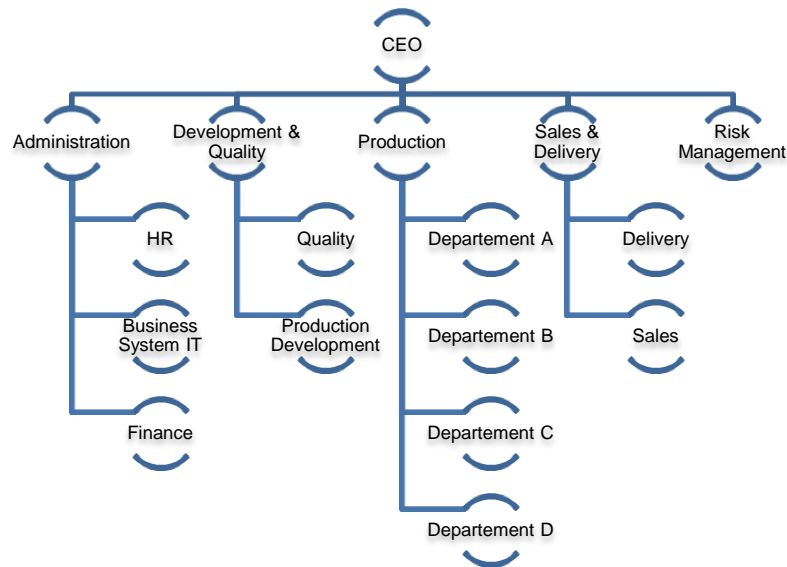 CEO
Administration
Development &
Quality
Production
Sales &
Delivery
Risk
Management
HR
Quality
Departement A
Delivery
Business
System IT
Production
Development
Departement B
Sales
Finance
Departement C
Departement D